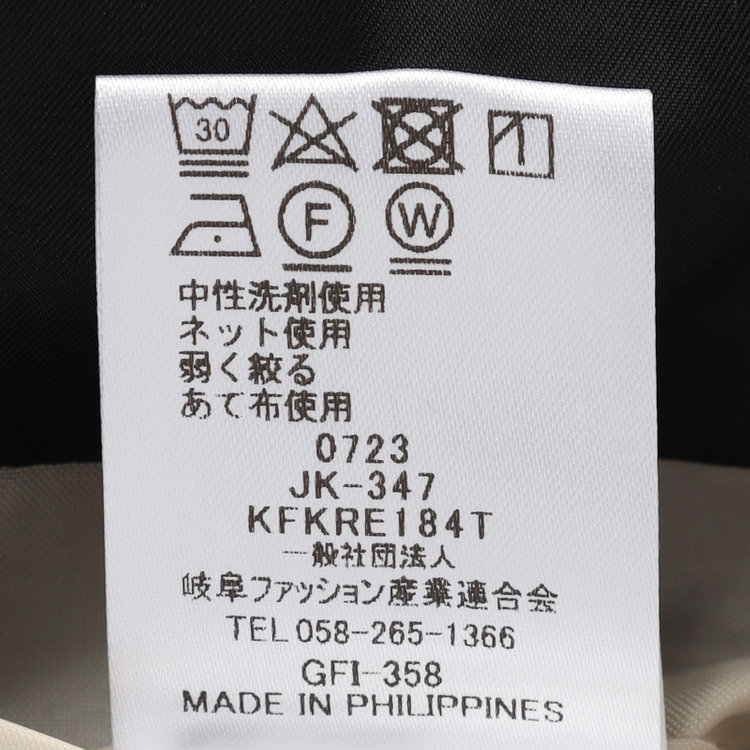 30
F W
中性洗剤使用
ネット使用
弱く絞る
あて布使用
0723
JK-347
KFKRE184T
一般社団法人
岐阜ファッション産業連合会
TEL 058-265-1366
GFI-358
MADE IN PHILIPPINES